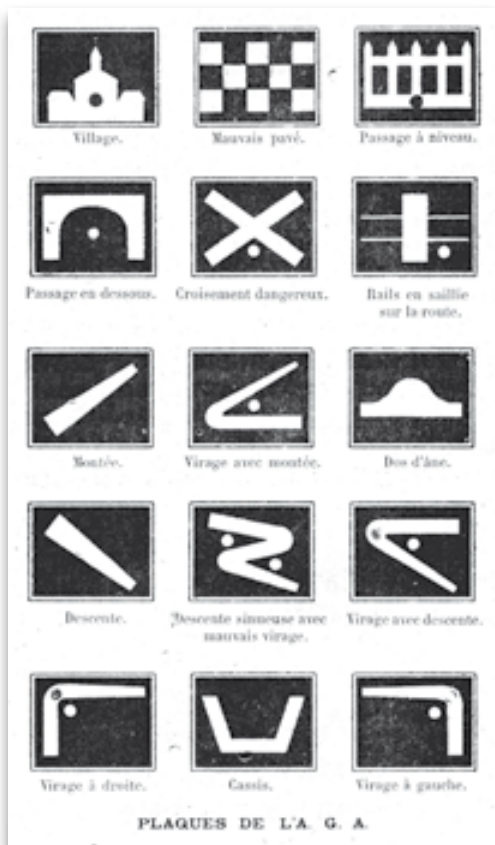 Village.
Mauvais pavé.
Passage à niveau.
Passage en dessous.
Croisement dangereux.
Rails en saillie
sur la route.
Montée.
Virage avec montée.
Dos d'âne.
Descente.
Descente sinueuse avec
mauvais virage.
Virage avec descente.
Virage à droite.
Cassis.
Virage à gauche.
PLAQUES DE L'A. G. A.